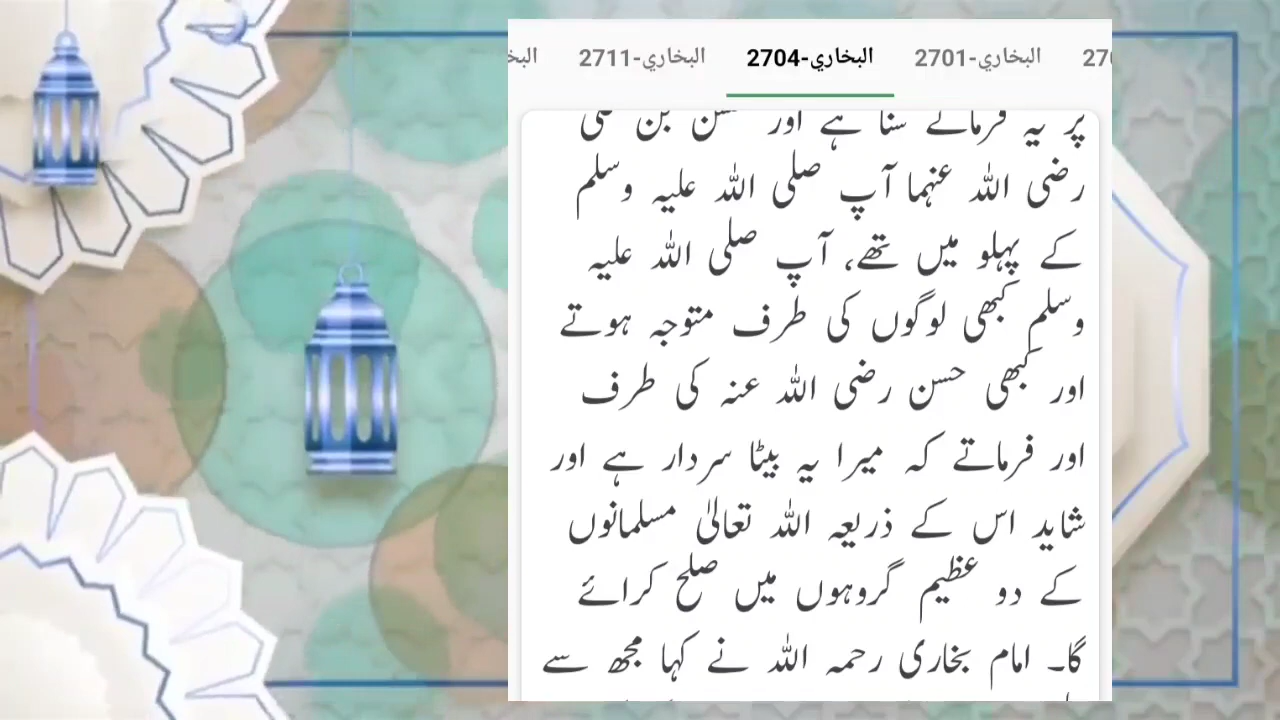 البخاري-2701 البخاري-2704 البخاري-2711
پر یہ فرماتے سنا ہے اور حسن بن علی
رضی اللہ عنہما آپ صلی اللہ علیہ وسلم
کے پہلو میں تھے، آپ صلی اللہ علیہ
وسلم کبھی لوگوں کی طرف متوجہ ہوتے
اور کبھی حسن رضی اللہ عنہ کی طرف
اور فرماتے کہ میرا یہ بیٹا سردار ہے اور
شاید اس کے ذریعہ اللہ تعالیٰ مسلمانوں
کے دو عظیم گروہوں میں صلح کرائے
گا۔ امام بخاری رحمہ اللہ نے کہا مجھ سے